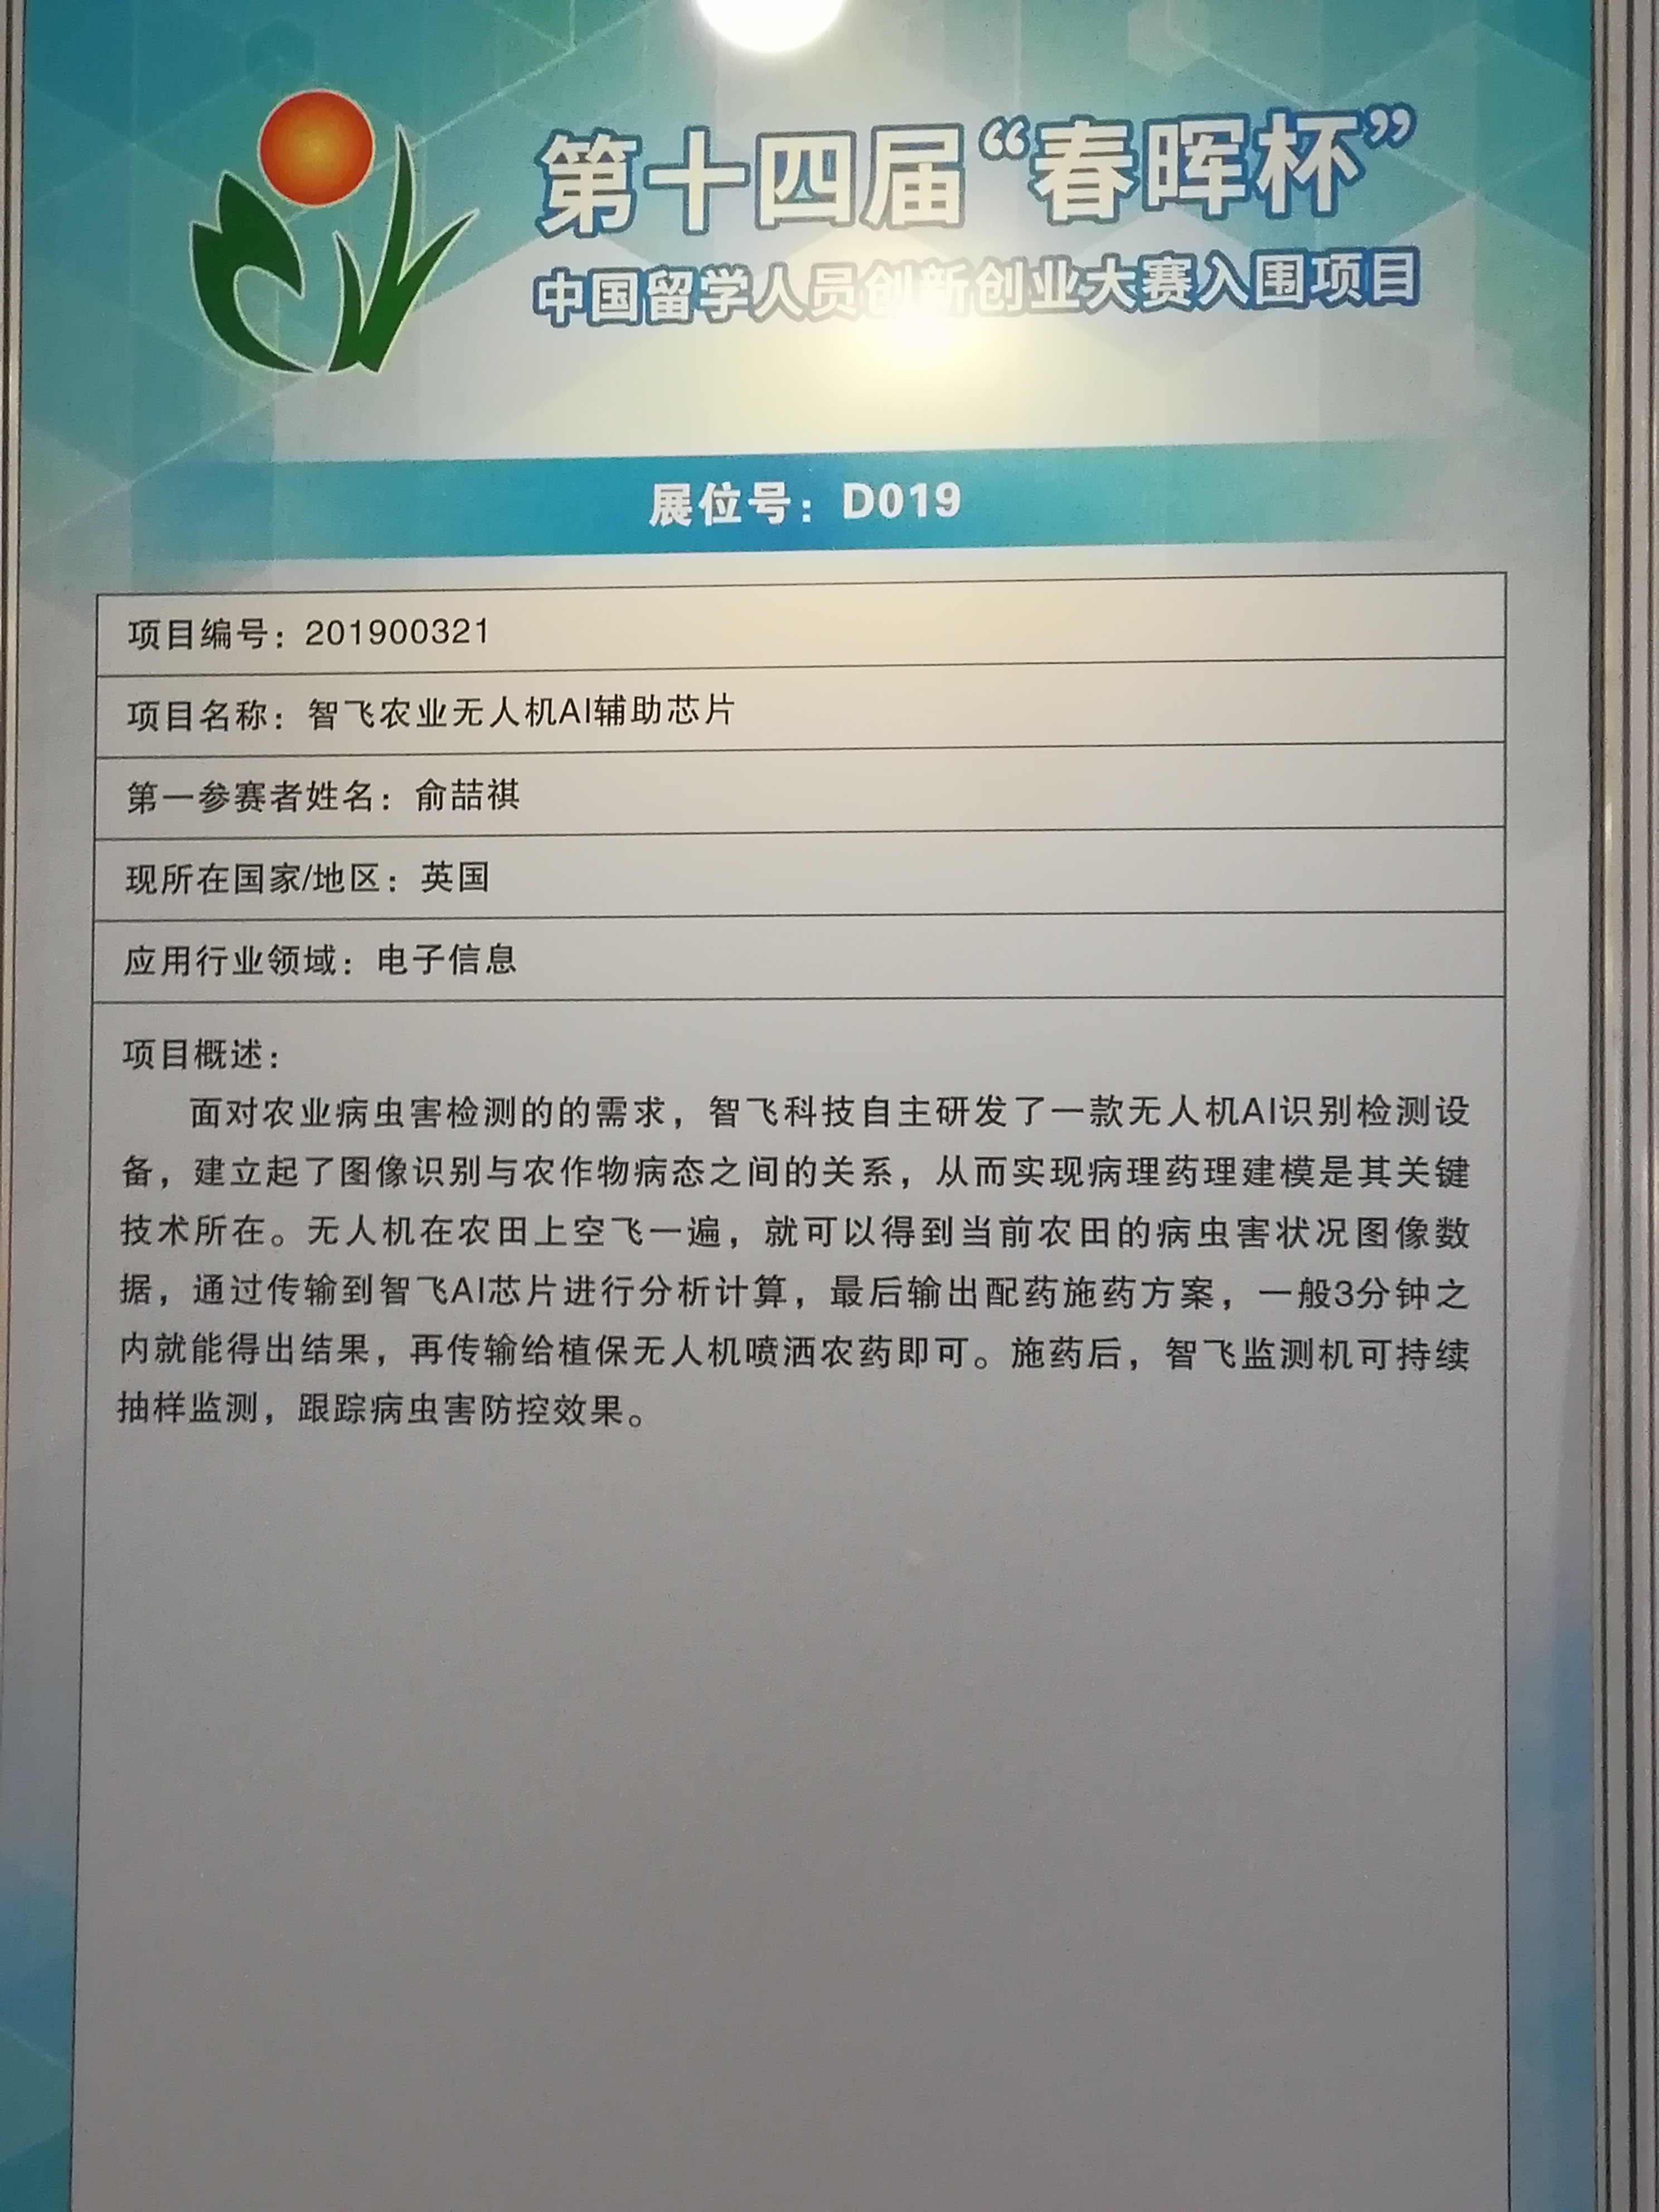 第十四届“春晖杯”
中国留学人员创新创业大赛入围项目
展位号：D019
项目编号：201900321
项目名称：智飞农业无人机AI辅助芯片
第一参赛者姓名：俞喆祺
现所在国家/地区：英国
应用行业领域：电子信息
项目概述：
面对农业病虫害检测的的需求，智飞科技自主研发了一款无人机AI识别检测设
备，建立起了图像识别与农作物病态之间的关系，从而实现病理药理建模是其关键
技术所在。无人机在农田上空飞一遍，就可以得到当前农田的病虫害状况图像数
据，通过传输到智飞AI芯片进行分析计算，最后输出配药施药方案，一般3分钟之
内就能得出结果，再传输给植保无人机喷洒农药即可。施药后，智飞监测机可持续
抽样监测，跟踪病虫害防控效果。